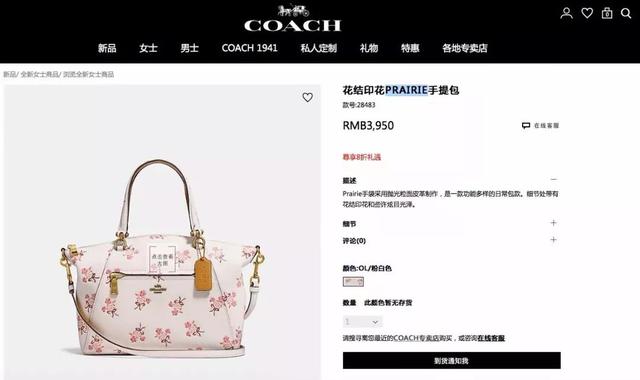 COACH
新品 女士 男士 COACH 1941 私人定制 礼物 特惠 各地专卖店
新品/ 全新女士商品/ 浏览全新女士商品
花结印花PRAIRIE手提包
款号:28483
RMB3,950
在线客服
尊享8折礼遇
描述
Prairie手袋采用抛光粒面皮革制作，是一款功能多样的日常包款。细节处带有
花结印花和些许炫目光泽。
细节
评论(0)
颜色:OL/粉白色
数量 此颜色暂无存货
1
请搜寻离您最近的COACH专卖店购买，或咨询在线客服
到货通知我
点击查看
大图